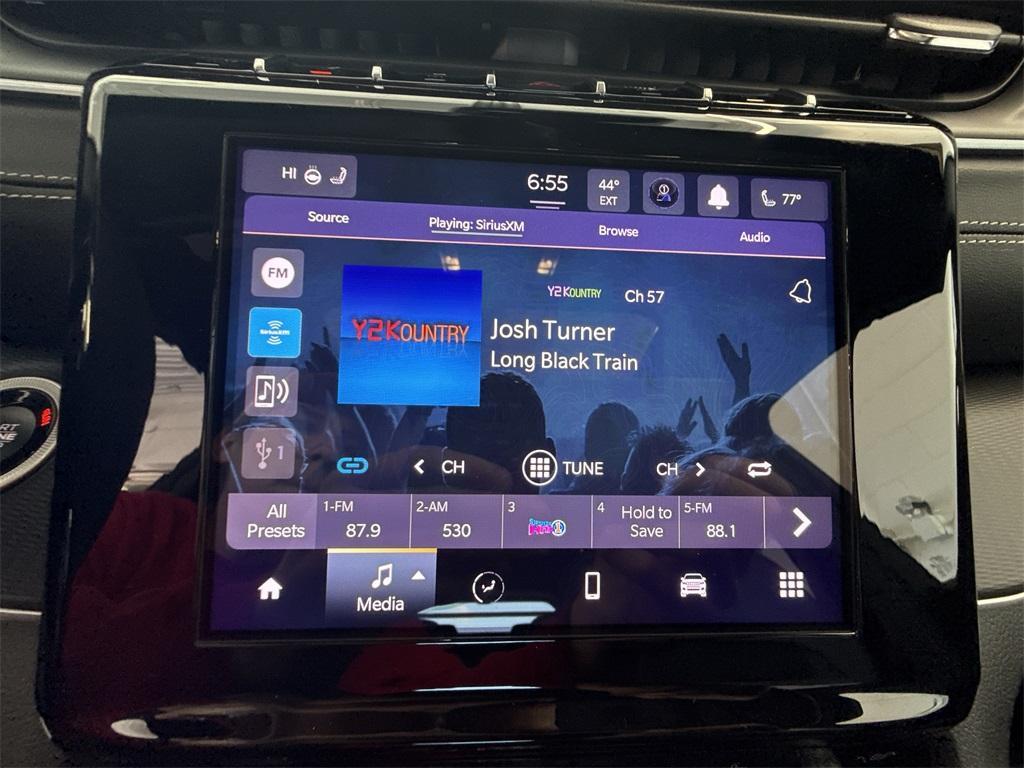 HI
6:55
44°
EXT
1
77°
Source
Playing: SiriusXM
Browse
Audio
FM
SiriusXM
1
Y2KOUNTRY
Y2KOUNTRY
Ch 57
Josh Turner
Long Black Train
CH
TUNE
CH
All
Presets
1-FM
87.9
2-AM
530
3
4
Hold to
Save
5-FM
88.1
Media